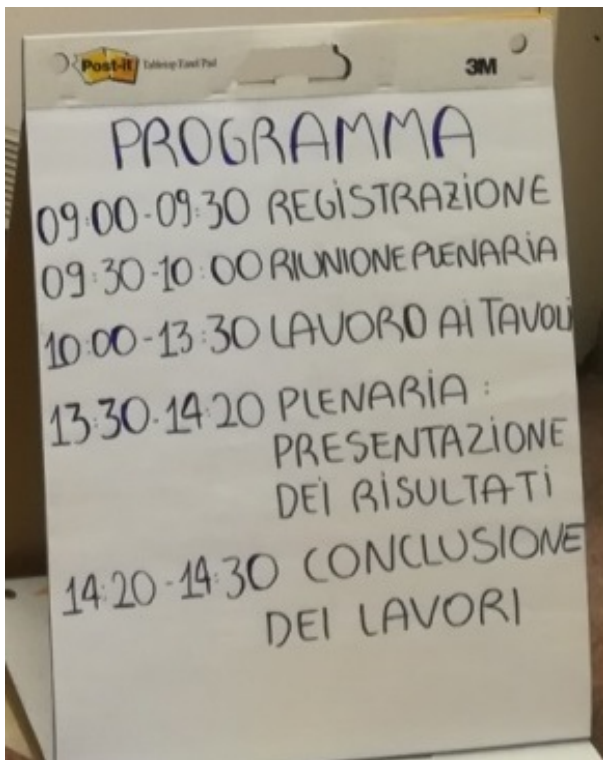 Post-it Tabletop Easel Pad
3M
PROGRAMMA
09:00-09:30 REGISTRAZIONE
09:30-10:00 RIUNIONE PLENARIA
10:00-13:30 LAVORO AI TAVOLI
13:30-14:20 PLENARIA:
PRESENTAZIONE
DEI RISULTATI
14:20-14:30 CONCLUSIONE
DEI LAVORI